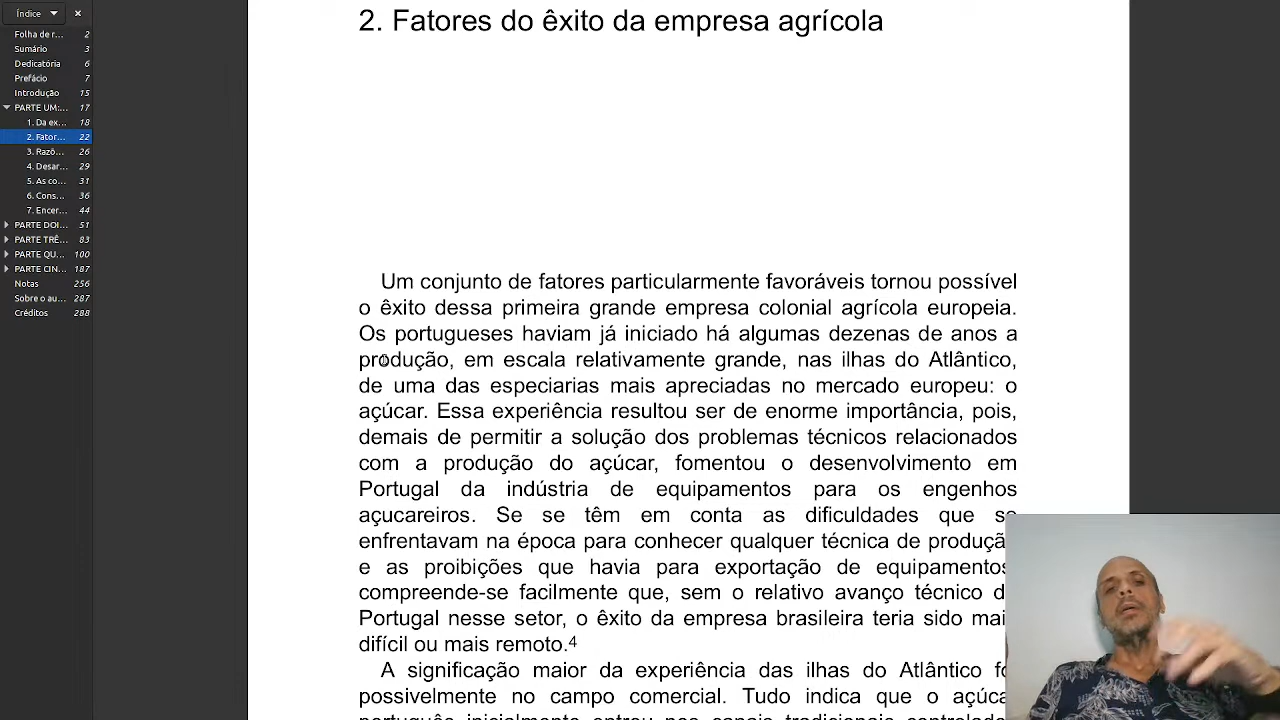 Índice
Folha de r... 2
Sumário 3
Dedicatória 6
Prefácio 7
Introdução 15
PARTE UM:... 17
1. Da ex... 18
2. Fator... 22
3. Razõ... 26
4. Desar... 29
5. As co... 31
6. Cons... 36
7. Encer... 44
PARTE DOI... 51
PARTE TRÊ... 83
PARTE QU... 100
PARTE CIN... 187
Notas 256
Sobre o au... 287
Créditos 288
2. Fatores do êxito da empresa agrícola
Um conjunto de fatores particularmente favoráveis tornou possível
o êxito dessa primeira grande empresa colonial agrícola europeia.
Os portugueses haviam já iniciado há algumas dezenas de anos a
produção, em escala relativamente grande, nas ilhas do Atlântico,
de uma das especiarias mais apreciadas no mercado europeu: o
açúcar. Essa experiência resultou ser de enorme importância, pois,
demais de permitir a solução dos problemas técnicos relacionados
com a produção do açúcar, fomentou o desenvolvimento em
Portugal da indústria de equipamentos para os engenhos
açucareiros. Se se têm em conta as dificuldades que se
enfrentavam na época para conhecer qualquer técnica de
e as proibições que havia para exportação de equipamentos
compreende-se facilmente que, sem o relativo avanço técnico
Portugal nesse setor, o êxito da empresa brasileira teria sido
difícil ou mais remoto.4
A significação maior da experiência das ilhas do Atlântico
possivelmente no campo comercial. Tudo indica que o
português inicialmente entrou nos canais tradicionais